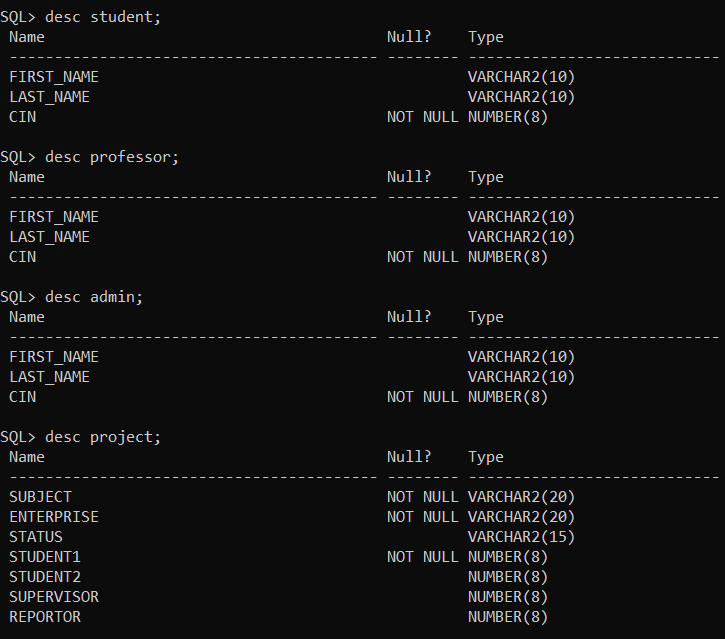 SQL> desc student;
Name Null? Type
----------------------------------------- -------- ----------------------------
FIRST_NAME VARCHAR2(10)
LAST_NAME VARCHAR2(10)
CIN NOT NULL NUMBER(8)
SQL> desc professor;
Name Null? Type
----------------------------------------- -------- ----------------------------
FIRST_NAME VARCHAR2(10)
LAST_NAME VARCHAR2(10)
CIN NOT NULL NUMBER(8)
SQL> desc admin;
Name Null? Type
----------------------------------------- -------- ----------------------------
FIRST_NAME VARCHAR2(10)
LAST_NAME VARCHAR2(10)
CIN NOT NULL NUMBER(8)
SQL> desc project;
Name Null? Type
----------------------------------------- -------- ----------------------------
SUBJECT NOT NULL VARCHAR2(20)
ENTERPRISE NOT NULL VARCHAR2(20)
STATUS VARCHAR2(15)
STUDENT1 NOT NULL NUMBER(8)
STUDENT2 NUMBER(8)
SUPERVISOR NUMBER(8)
REPORTOR NUMBER(8)